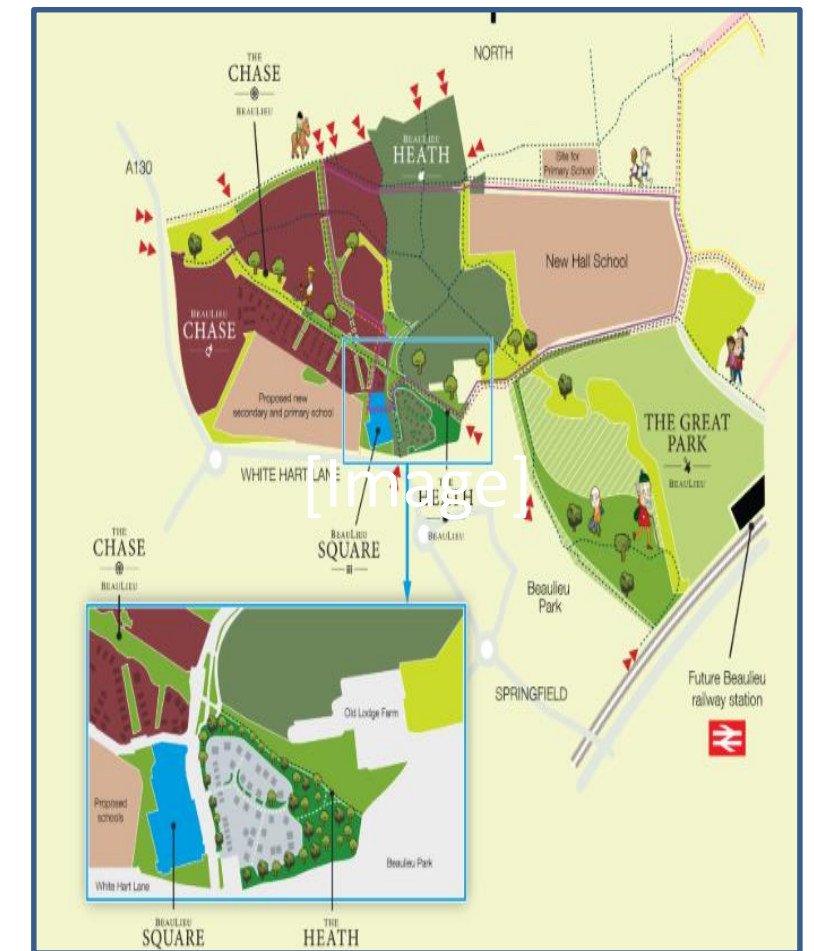 NORTH
THE
CHASE
BEAULIEU
BEAULIEU
HEATH
A130
Site for
Primary School
New Hall School
BEAULIEU
CHASE
Proposed new
secondary and primary school
THE GREAT
PARK
BEAULIEU
WHITE HART LANE
[Image]
THE
HEATH
BEAULIEU
BEAULIEU
SQUARE
THE
CHASE
BEAULIEU
Beaulieu
Park
SPRINGFIELD
Future Beaulieu
railway station
Old Lodge Farm
Proposed
schools
Beaulieu Park
White Hart Lane
BEAULIEU
SQUARE
THE
HEATH